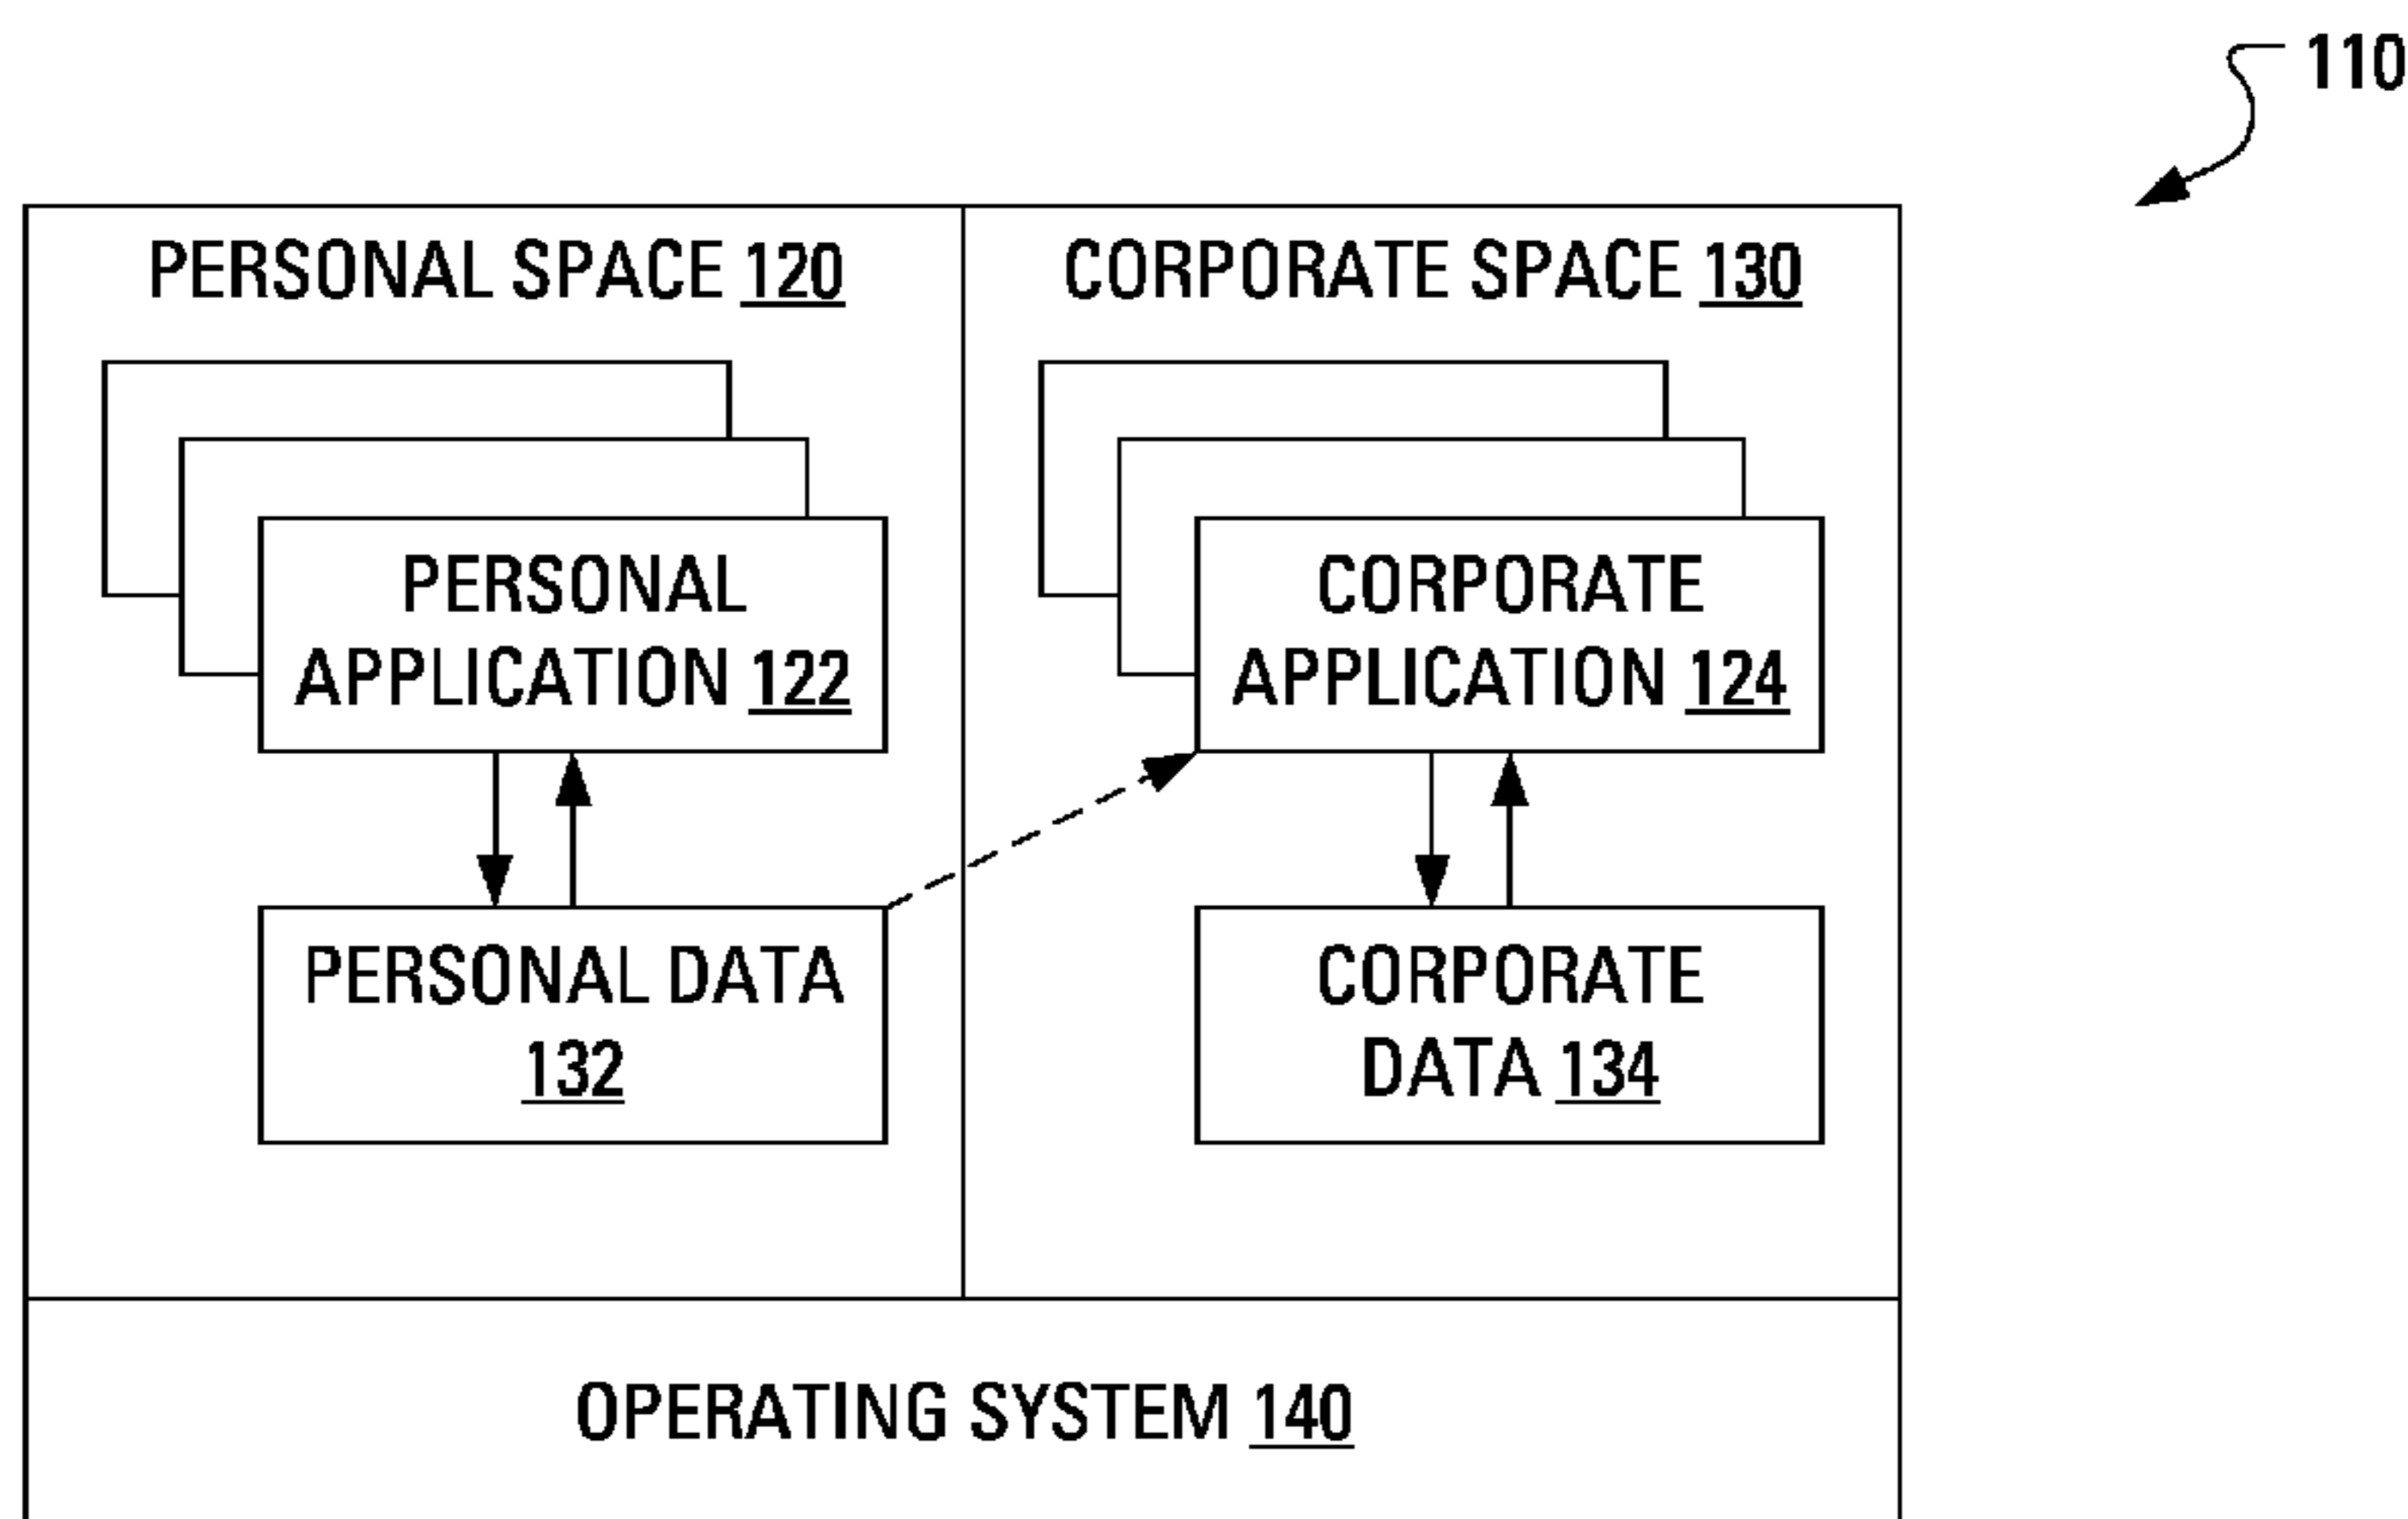 110
PERSONAL SPACE 120
CORPORATE SPACE 130
PERSONAL
APPLICATION 122
CORPORATE
APPLICATION 124
PERSONAL DATA
132
CORPORATE
DATA 134
OPERATING SYSTEM 140